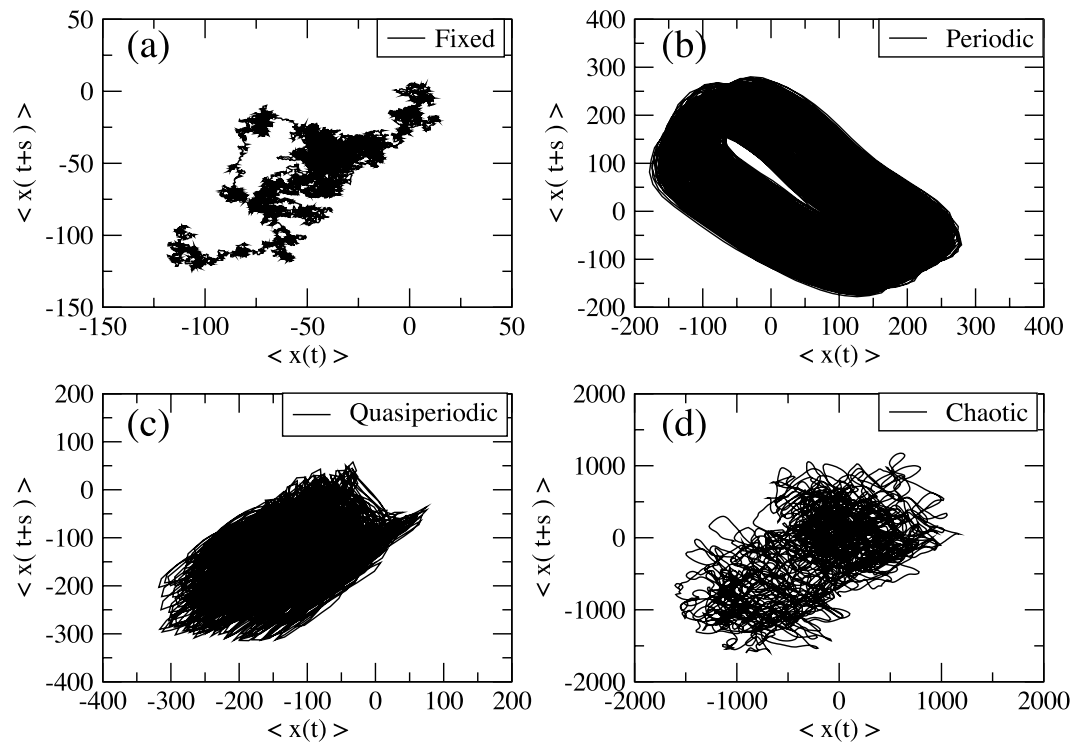 (a)
Fixed
50
0
-50
-100
-150
< x( t+s ) >
-150 -100 -50 0 50
< x(t) >
(b)
Periodic
400
300
200
100
0
-100
-200
< x( t+s ) >
-200 -100 0 100 200 300 400
< x(t) >
(c)
Quasiperiodic
200
100
0
-100
-200
-300
-400
< x( t+s ) >
-400 -300 -200 -100 0 100 200
< x(t) >
(d)
Chaotic
2000
1000
0
-1000
-2000
< x( t+s ) >
-2000 -1000 0 1000 2000
< x(t) >